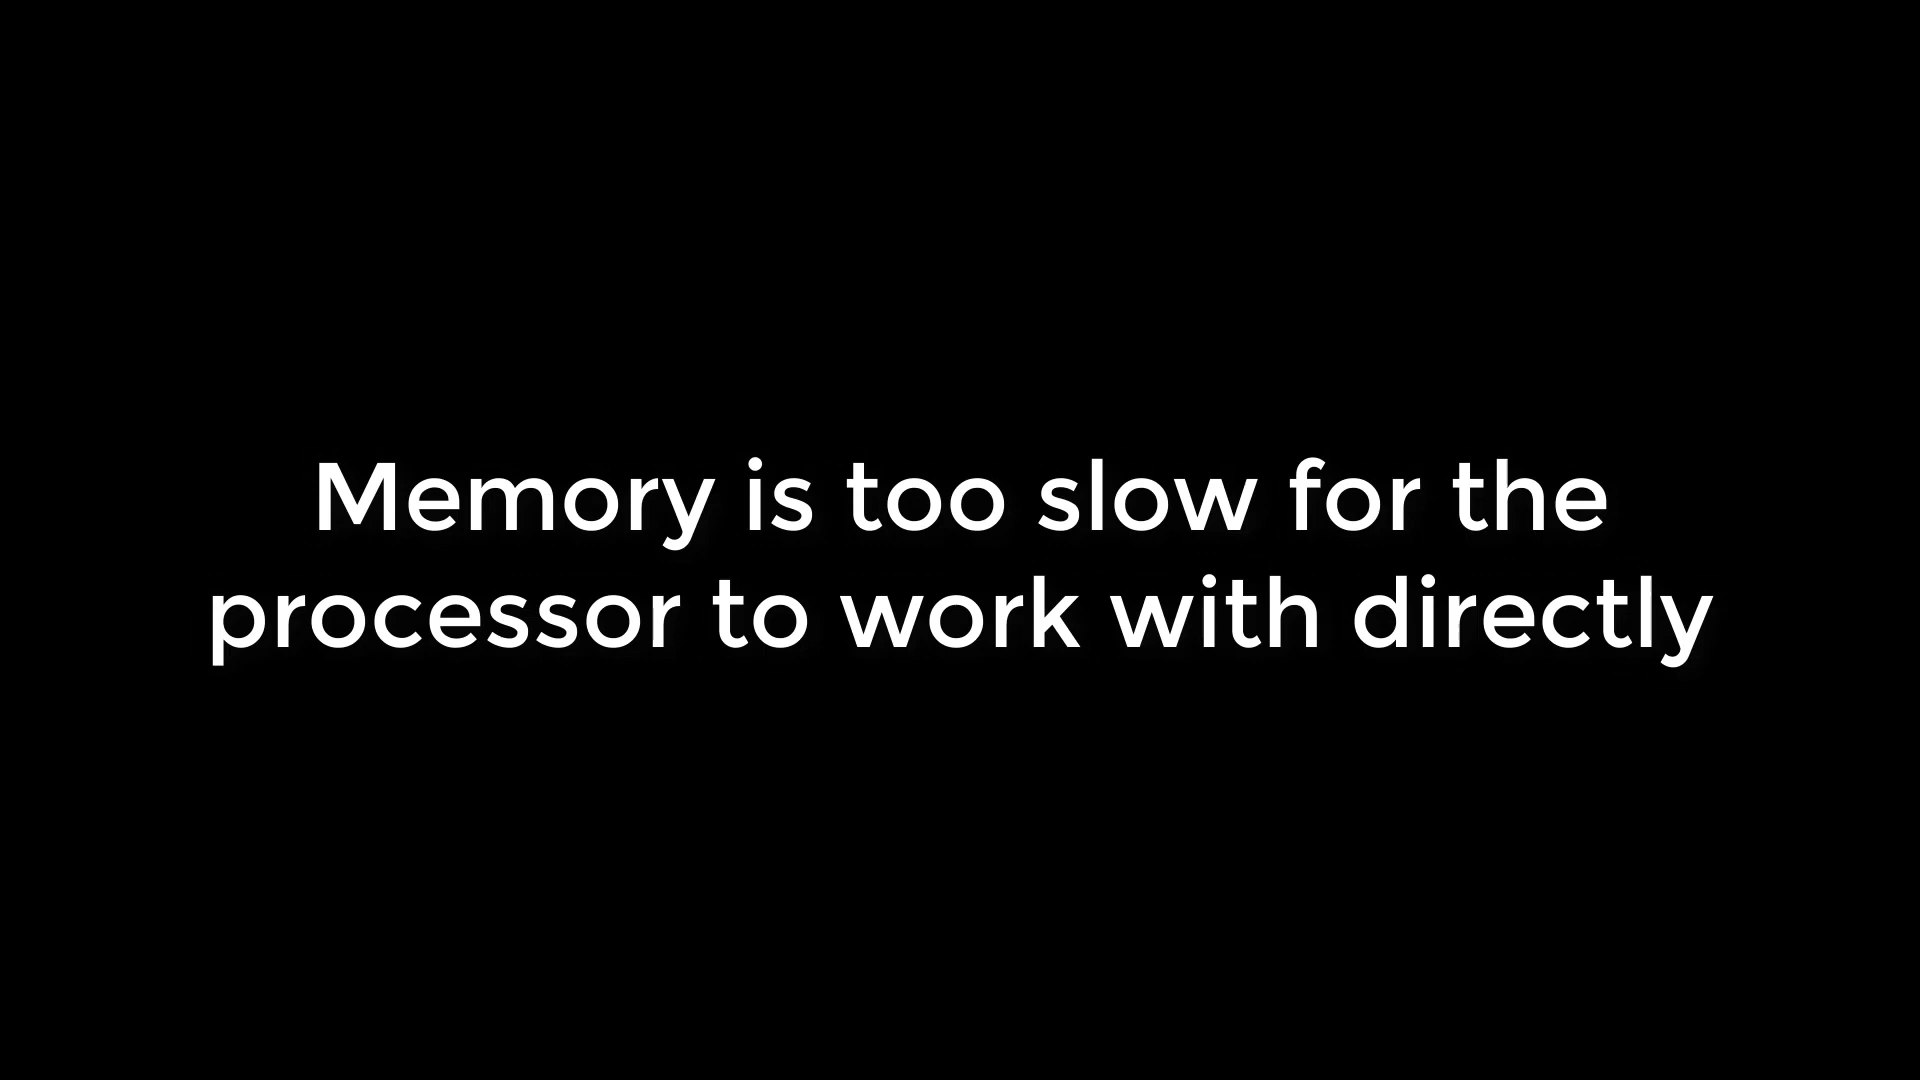 Memory is too slow for the
processor to work with directly